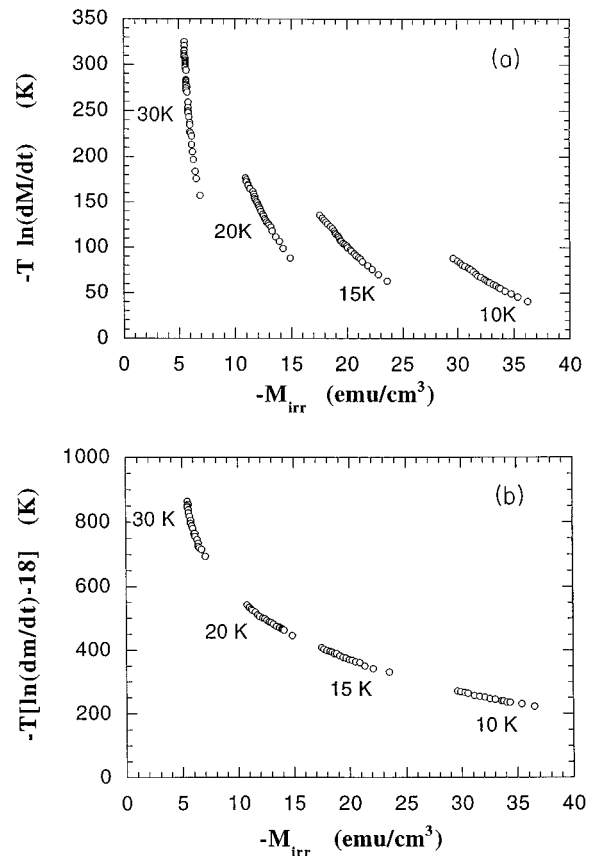 (a)
-T ln(dM/dt) (K)
350
300
250
200
150
100
50
0
30K
20K
15K
10K
0 5 10 15 20 25 30 35 40
-M_irr (emu/cm³)
(b)
-T[ln(dm/dt)-18] (K)
1000
800
600
400
200
0
30 K
20 K
15 K
10 K
0 5 10 15 20 25 30 35 40
-M_irr (emu/cm³)